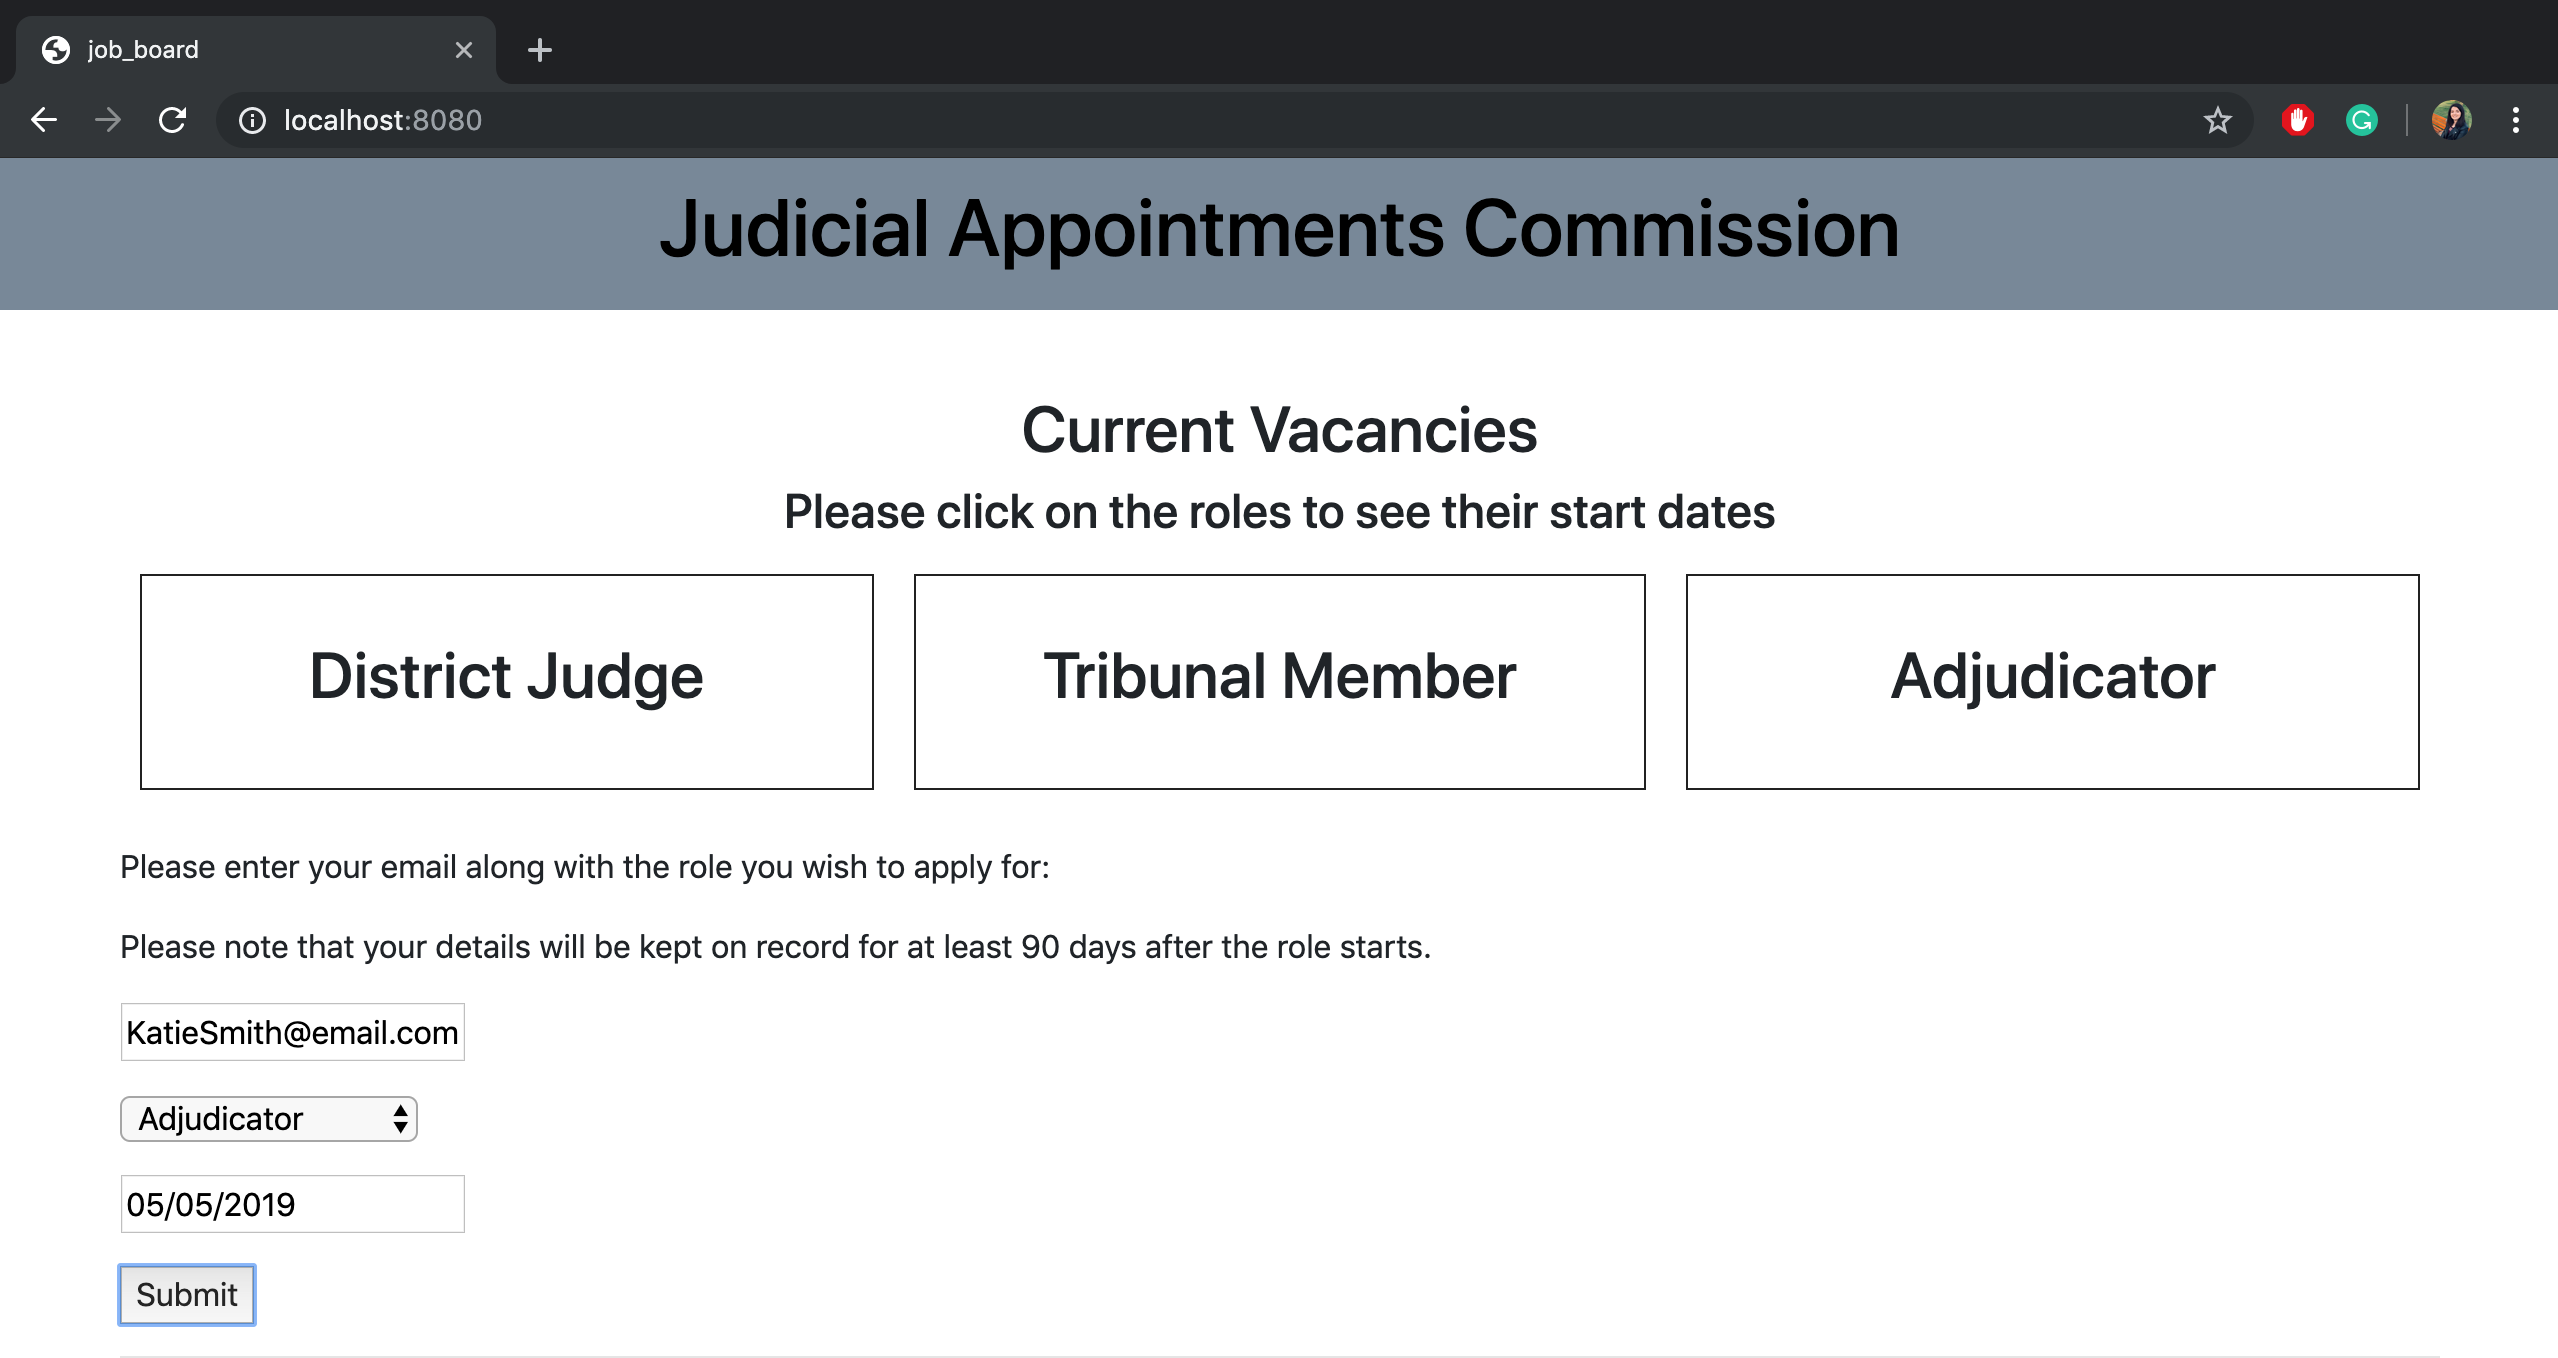 job_board
localhost:8080
Judicial Appointments Commission
Current Vacancies
Please click on the roles to see their start dates
District Judge
Tribunal Member
Adjudicator
Please enter your email along with the role you wish to apply for:
Please note that your details will be kept on record for at least 90 days after the role starts.
KatieSmith@email.com
Adjudicator
05/05/2019
Submit